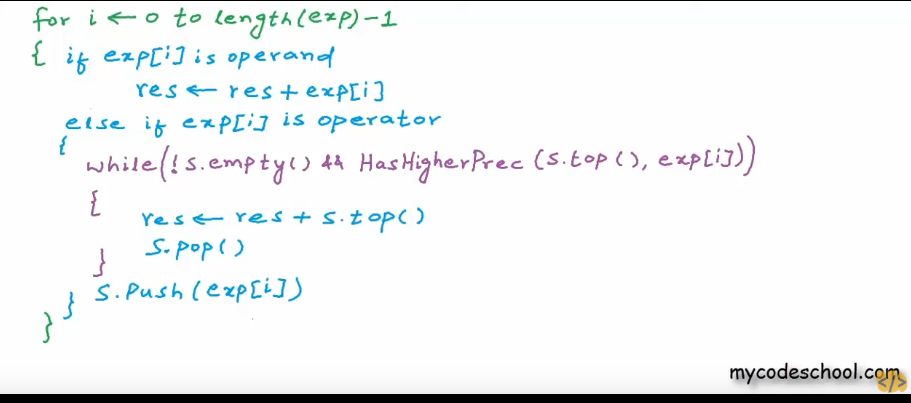 for i ← 0 to length(exp)-1
{ if exp[i] is operand
res ← res + exp[i]
else if exp[i] is operator
{
while(!s.empty() && HasHigherPrec (s.top(), exp[i]))
{
res ← res + s.top()
S.pop()
}
S.Push(exp[i])
}
}
mycodeschool.com